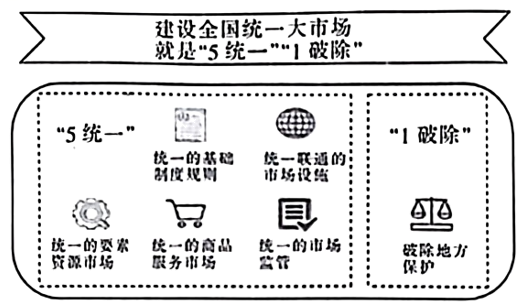 建设全国统一大市场
就是“5统一”“1破除”
“5统一”
统一的基础
制度规则
统一联通的
市场设施
统一的要素
资源市场
统一的商品
服务市场
统一的市场
监管
“1破除”
破除地方
保护